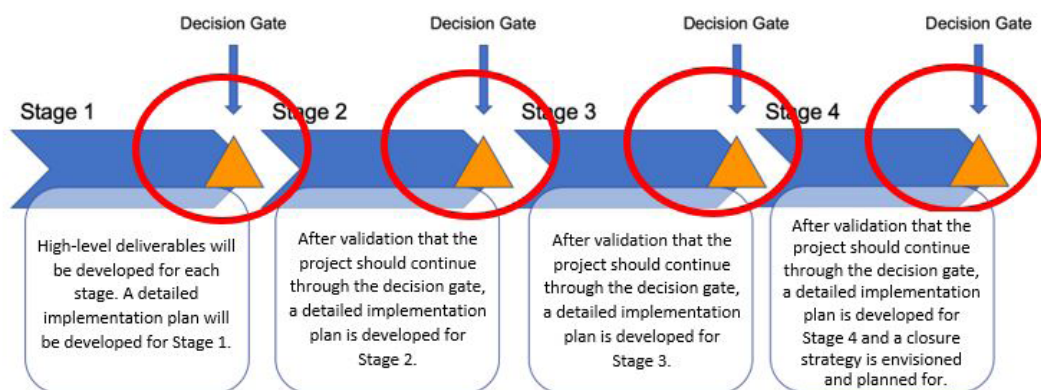 Decision Gate
Decision Gate
Decision Gate
Decision Gate
Stage 1
Stage 2
Stage 3
Stage 4
High-level deliverables will
be developed for each
stage. A detailed
implementation plan will
be developed for Stage 1.
After validation that the
project should continue
through the decision gate,
a detailed implementation
plan is developed for
Stage 2.
After validation that the
project should continue
through the decision gate,
a detailed implementation
plan is developed for
Stage 3.
After validation that the
project should continue
through the decision gate,
a detailed implementation
plan is developed for
Stage 4 and a closure
strategy is envisioned
and planned for.